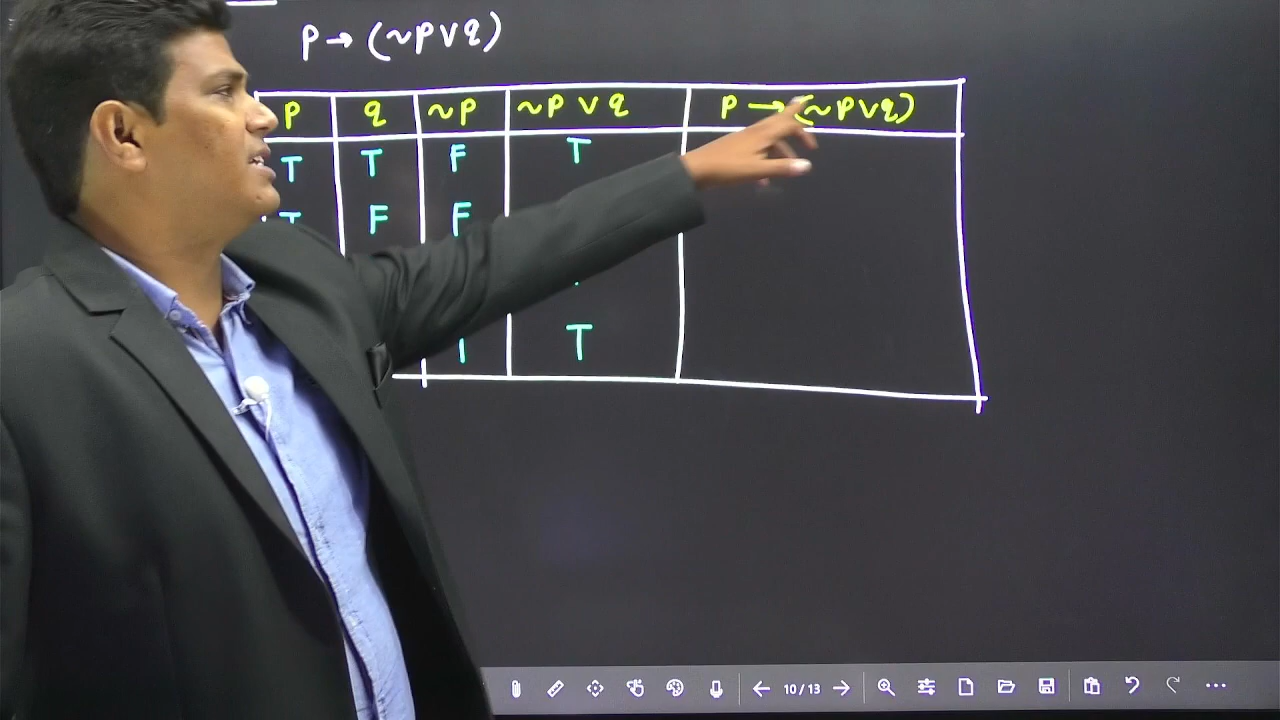 p → (~p ∨ q)
p q ~p ~p ∨ q p → (~p ∨ q)
T T F T
T F F
T T
10/13